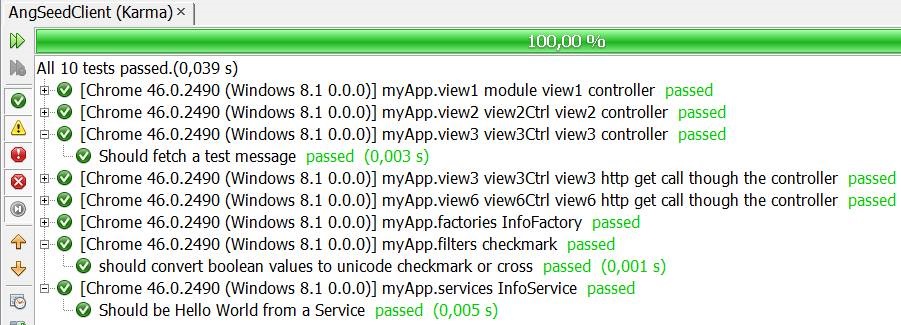 AngSeedClient (Karma) ×
100,00 %
All 10 tests passed.(0,039 s)
[Chrome 46.0.2490 (Windows 8.1 0.0.0)] myApp.view1 module view1 controller passed
[Chrome 46.0.2490 (Windows 8.1 0.0.0)] myApp.view2 view2Ctrl view2 controller passed
[Chrome 46.0.2490 (Windows 8.1 0.0.0)] myApp.view3 view3Ctrl view3 controller passed
Should fetch a test message passed (0,003 s)
[Chrome 46.0.2490 (Windows 8.1 0.0.0)] myApp.view3 view3Ctrl view3 http get call though the controller passed
[Chrome 46.0.2490 (Windows 8.1 0.0.0)] myApp.view6 view6Ctrl view6 http get call though the controller passed
[Chrome 46.0.2490 (Windows 8.1 0.0.0)] myApp.factories InfoFactory passed
[Chrome 46.0.2490 (Windows 8.1 0.0.0)] myApp.filters checkmark passed
should convert boolean values to unicode checkmark or cross passed (0,001 s)
[Chrome 46.0.2490 (Windows 8.1 0.0.0)] myApp.services InfoService passed
Should be Hello World from a Service passed (0,005 s)